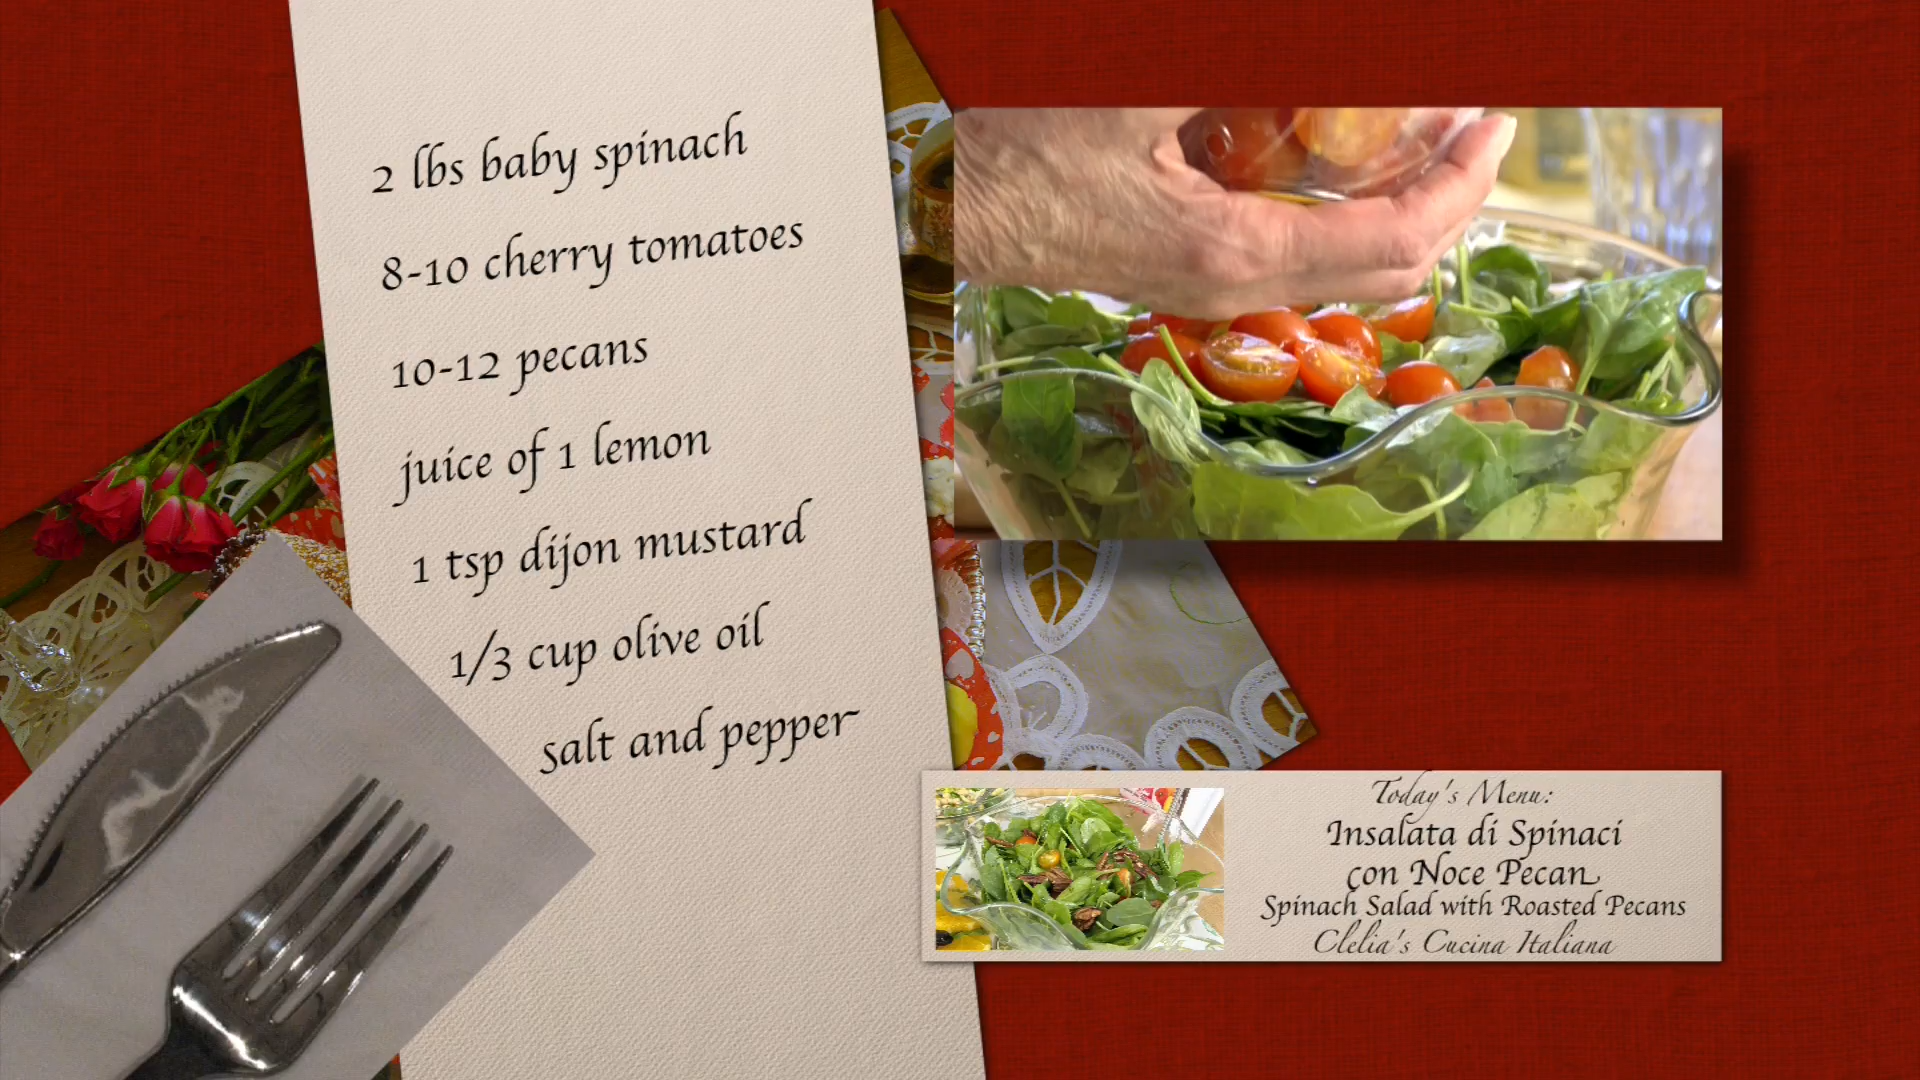 2 lbs baby spinach
8-10 cherry tomatoes
10-12 pecans
juice of 1 lemon
1 tsp dijon mustard
1/3 cup olive oil
salt and pepper
Today's Menu:
Insalata di Spinaci
con Noce Pecan
Spinach Salad with Roasted Pecans
Clelia's Cucina Italiana